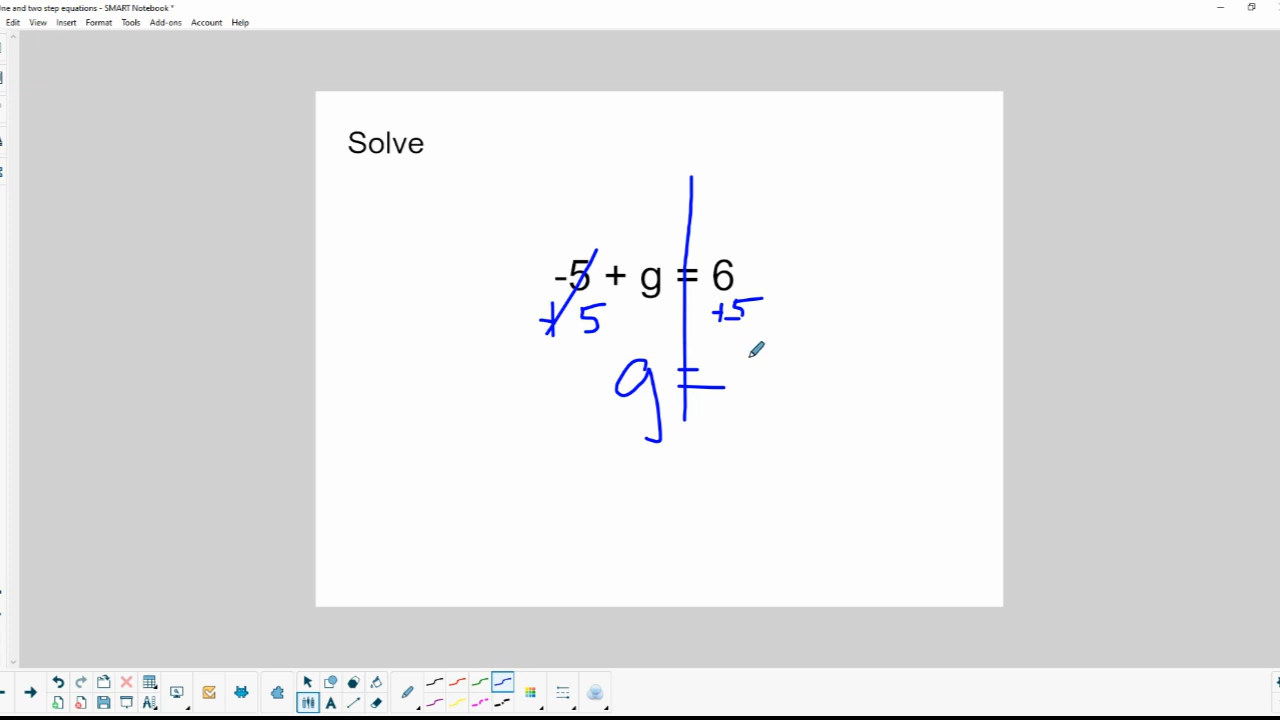 ne and two step equations - SMART Notebook *
Edit View Insert Format Tools Add-ons Account Help
Solve
-5 + g = 6
+5 +5
g =